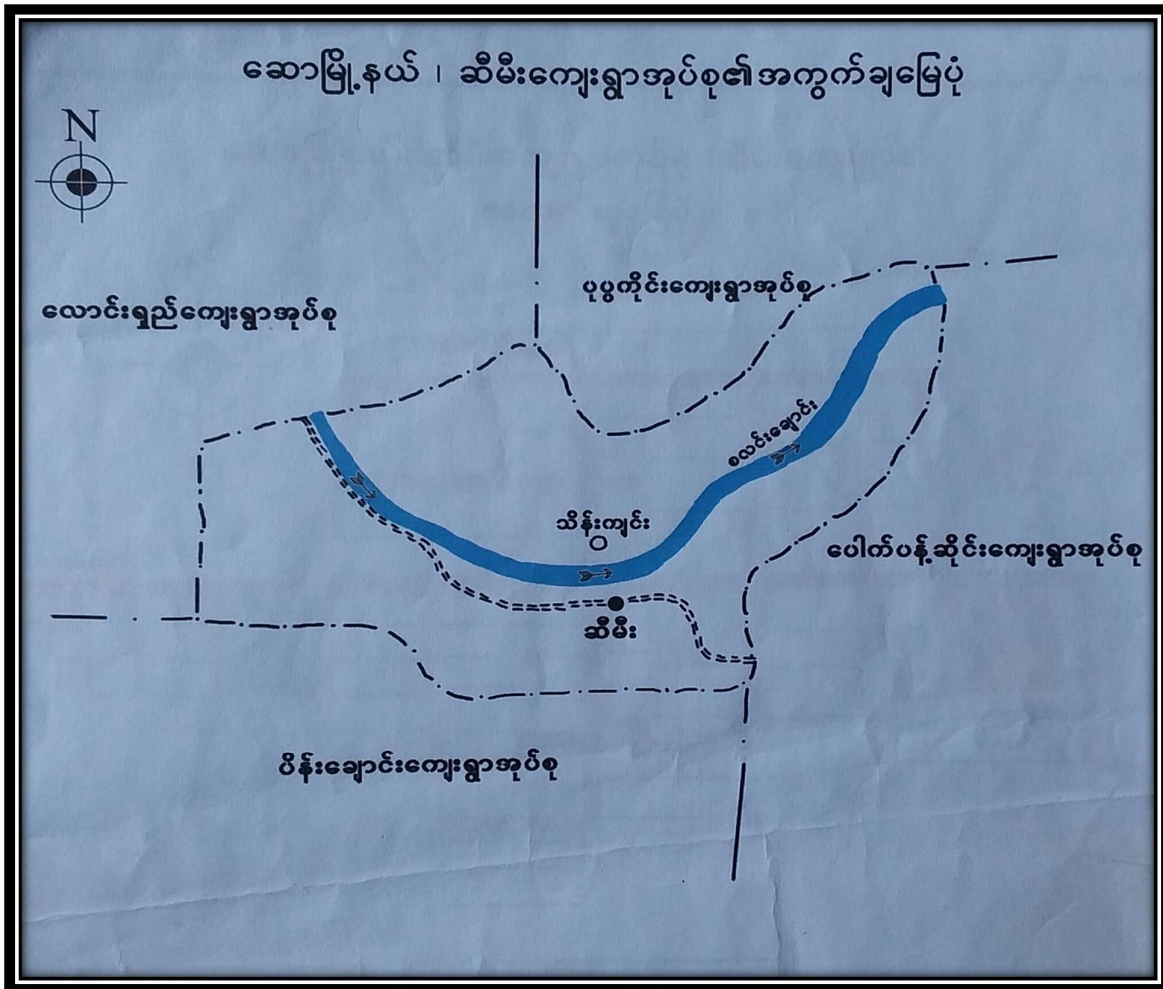 ဆောမြို့နယ် ၊ ဆီမီးကျေးရွာအုပ်စု၏အကွက်ချမြေပုံ
N
လောင်းရှည်ကျေးရွာအုပ်စု
ပုပ္ပကိုင်းကျေးရွာအုပ်စု
စလင်းချောင်း
သိန်းကျင်း
ပေါက်ပန့်ဆိုင်းကျေးရွာအုပ်စု
ဆီမီး
ပိန်းချောင်းကျေးရွာအုပ်စု